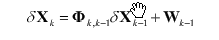 δX_k = Φ_{k,k-1} δX_{k-1} + W_{k-1}